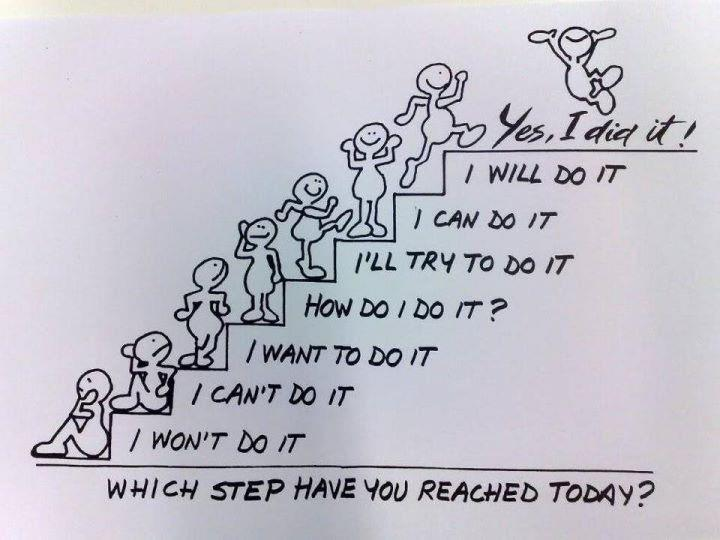 Yes, I did it!
I WILL DO IT
I CAN DO IT
I'LL TRY TO DO IT
HOW DO I DO IT?
I WANT TO DO IT
I CAN'T DO IT
I WON'T DO IT
WHICH STEP HAVE YOU REACHED TODAY?